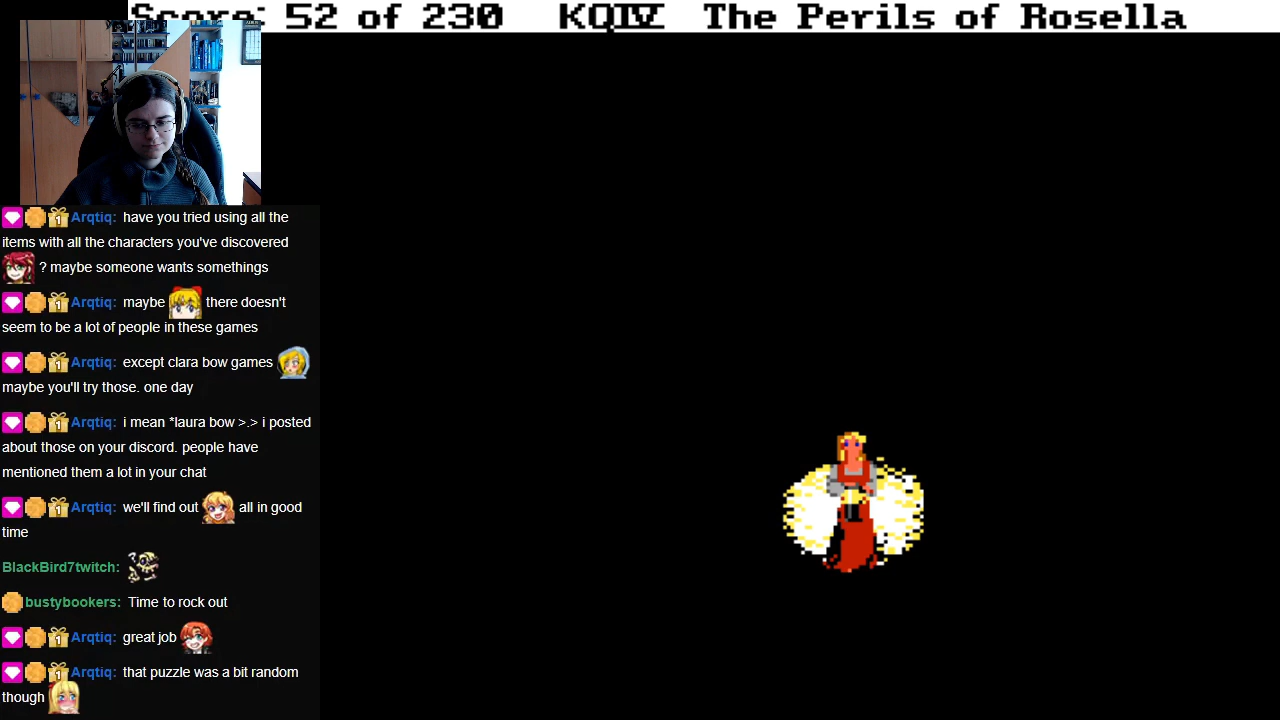 Score: 52 of 230 KQIV The Perils of Rosella
Arqtiq: have you tried using all the
items with all the characters you've discovered
? maybe someone wants somethings
Arqtiq: maybe there doesn't
seem to be a lot of people in these games
Arqtiq: except clara bow games
maybe you'll try those. one day
Arqtiq: i mean *laura bow >.> i posted
about those on your discord. people have
mentioned them a lot in your chat
Arqtiq: we'll find out all in good
time
BlackBird7twitch:
bustybookers: Time to rock out
Arqtiq: great job
Arqtiq: that puzzle was a bit random
though